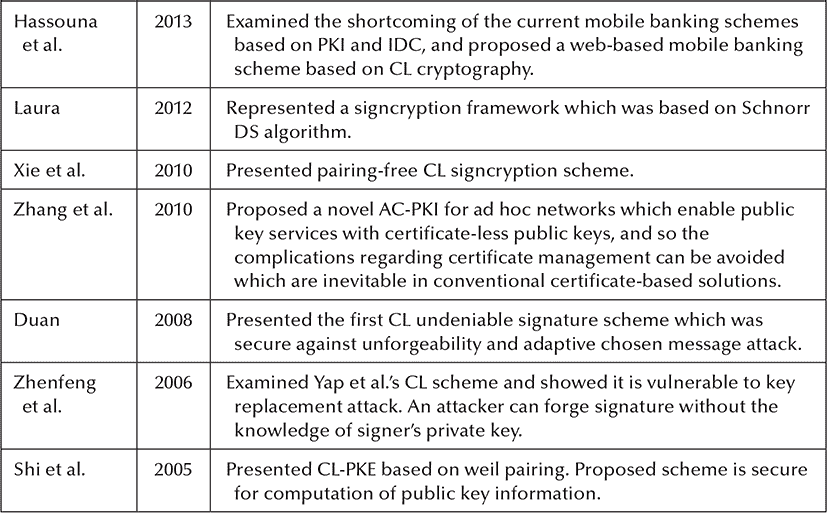 Hassouna et al. 2013 Examined the shortcoming of the current mobile banking schemes
based on PKI and IDC, and proposed a web-based mobile banking
scheme based on CL cryptography.
Laura 2012 Represented a signcryption framework which was based on Schnorr
DS algorithm.
Xie et al. 2010 Presented pairing-free CL signcryption scheme.
Zhang et al. 2010 Proposed a novel AC-PKI for ad hoc networks which enable public
key services with certificate-less public keys, and so the
complications regarding certificate management can be avoided
which are inevitable in conventional certificate-based solutions.
Duan 2008 Presented the first CL undeniable signature scheme which was
secure against unforgeability and adaptive chosen message attack.
Zhenfeng et al. 2006 Examined Yap et al.’s CL scheme and showed it is vulnerable to key
replacement attack. An attacker can forge signature without the
knowledge of signer’s private key.
Shi et al. 2005 Presented CL-PKE based on weil pairing. Proposed scheme is secure
for computation of public key information.